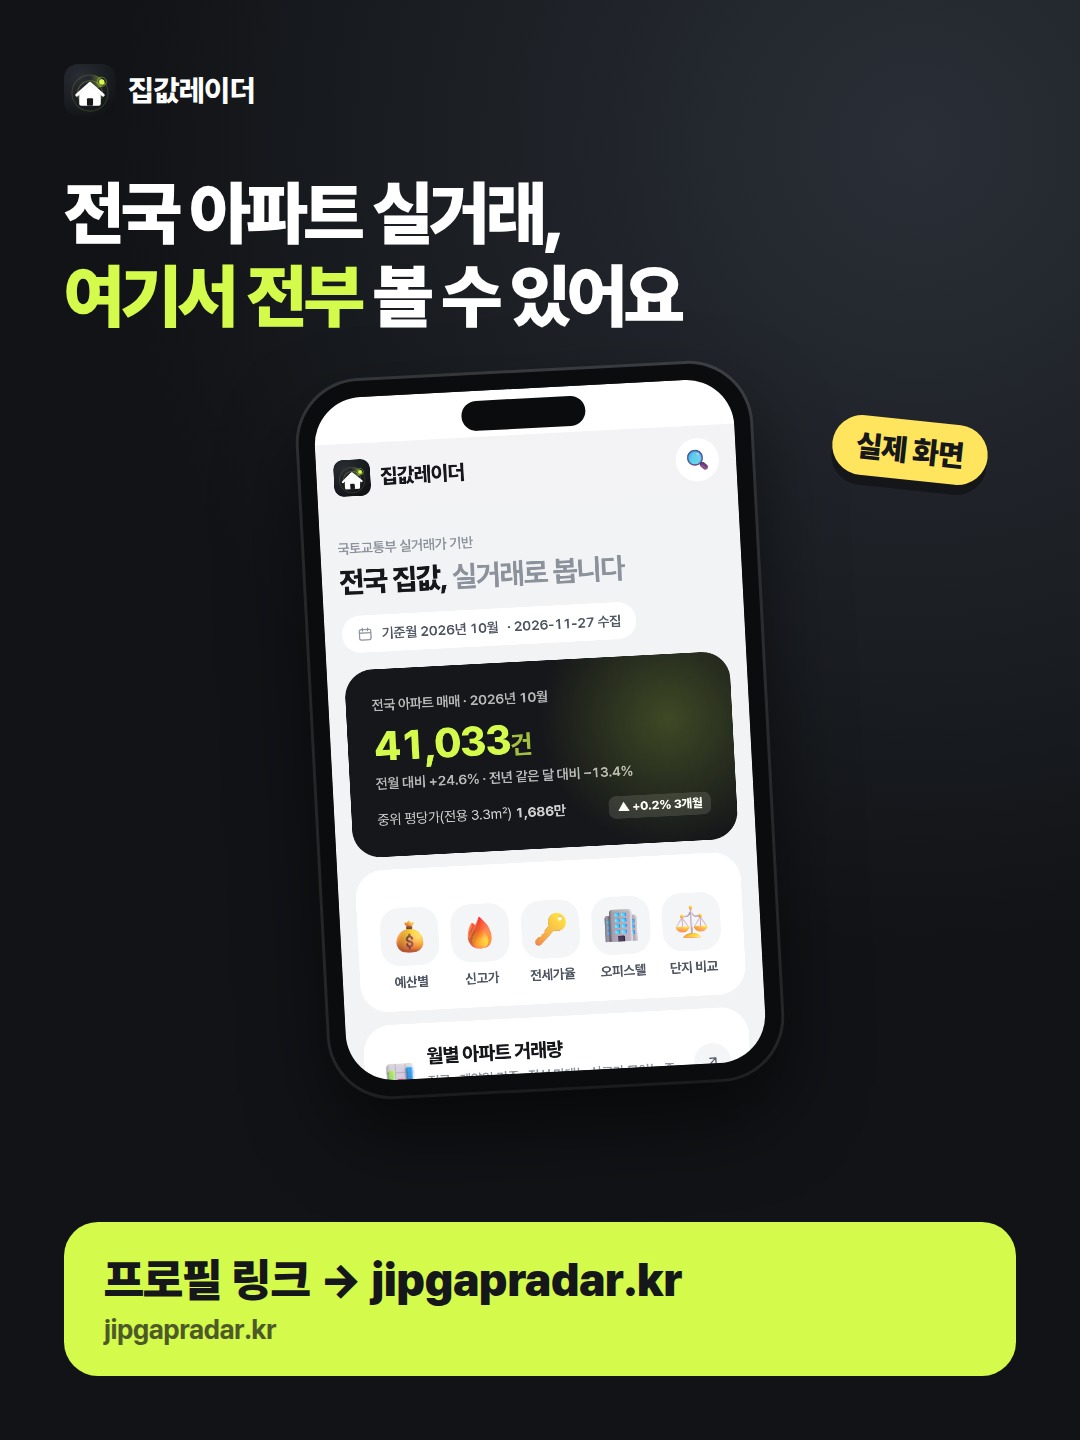 집값레이더
전국 아파트 실거래,
여기서 전부 볼 수 있어요
실제 화면
집값레이더
국토교통부 실거래가 기반
전국 집값, 실거래로 봅니다
기준월 2026년 10월 · 2026-11-27 수집
전국 아파트 매매 · 2026년 10월
41,033건
전월 대비 +24.6% · 전년 같은 달 대비 −13.4%
중위 평당가(전용 3.3m²) 1,686만
▲ +0.2% 3개월
예산별
신고가
전세가율
오피스텔
단지 비교
월별 아파트 거래량
프로필 링크 → jipgapradar.kr
jipgapradar.kr